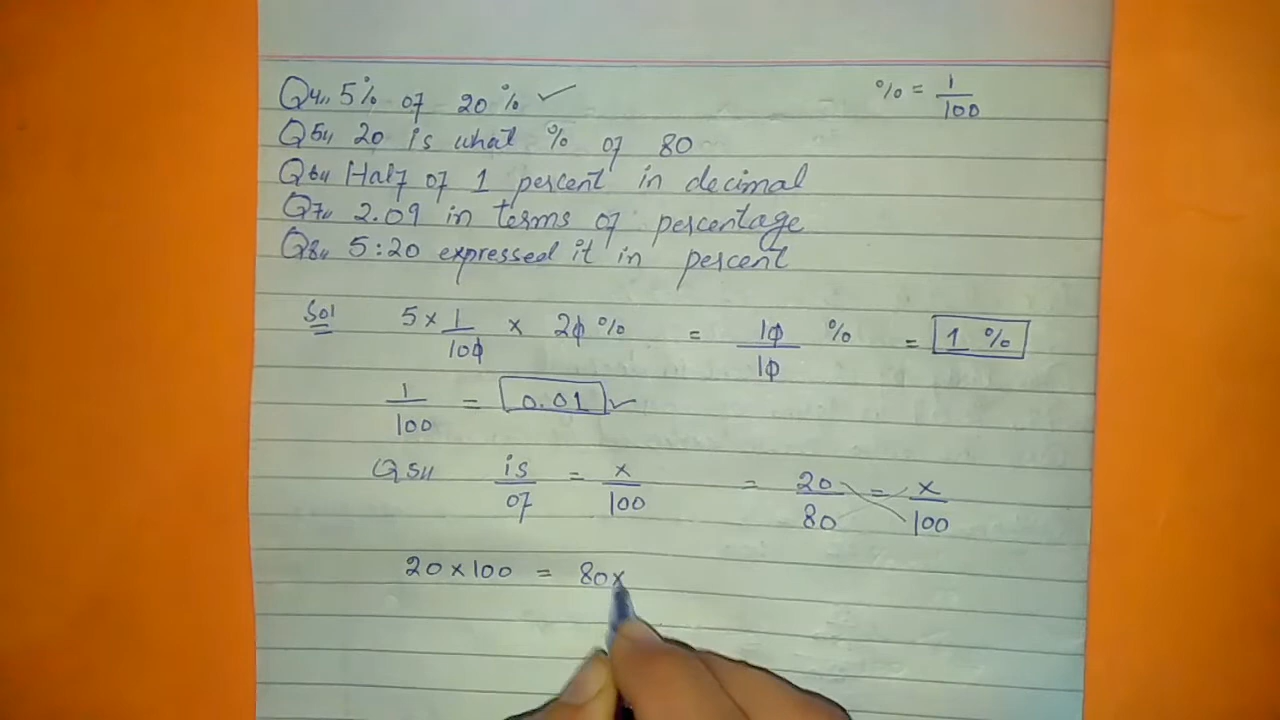 Q4,, 5% of 20% ✓ % = 1/100
Q5,, 20 is what % of 80
Q6,, Half of 1 percent in decimal
Q7,, 2.09 in terms of percentage
Q8,, 5:20 expressed it in percent
Sol 5 × 1/100 × 20 % = 10/10 % = 1 %
1/100 = 0.01 ✓
Q5,, is/of = x/100 = 20/80 = x/100
20 × 100 = 80x